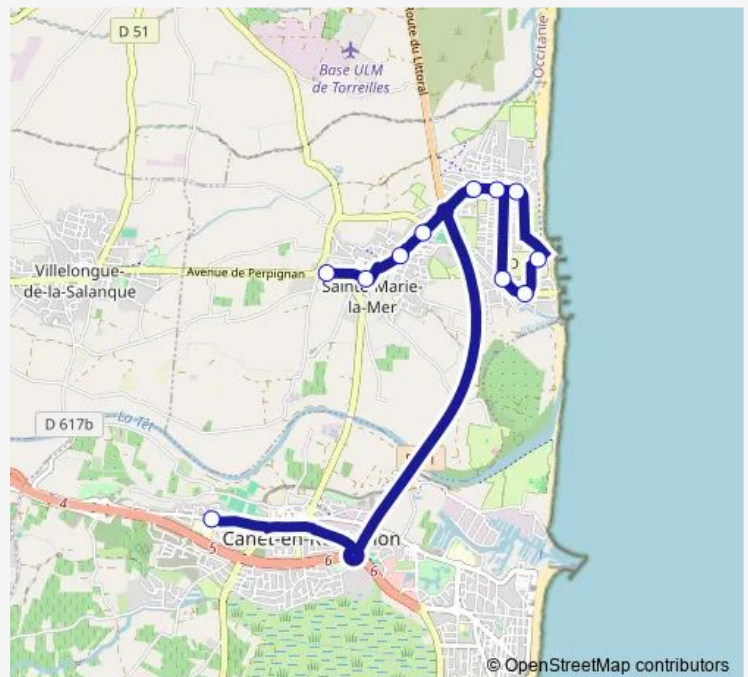 D 51
Base ULM
de Torreilles
Route du Littoral
Occitanie
Villelongue-
de-la-Salanque
Avenue de Perpignan
Sainte-Marie-
la-Mer
D 617b
La Têt
4
5
6
6
Canet-en-R
on
© OpenStreetMap contributors